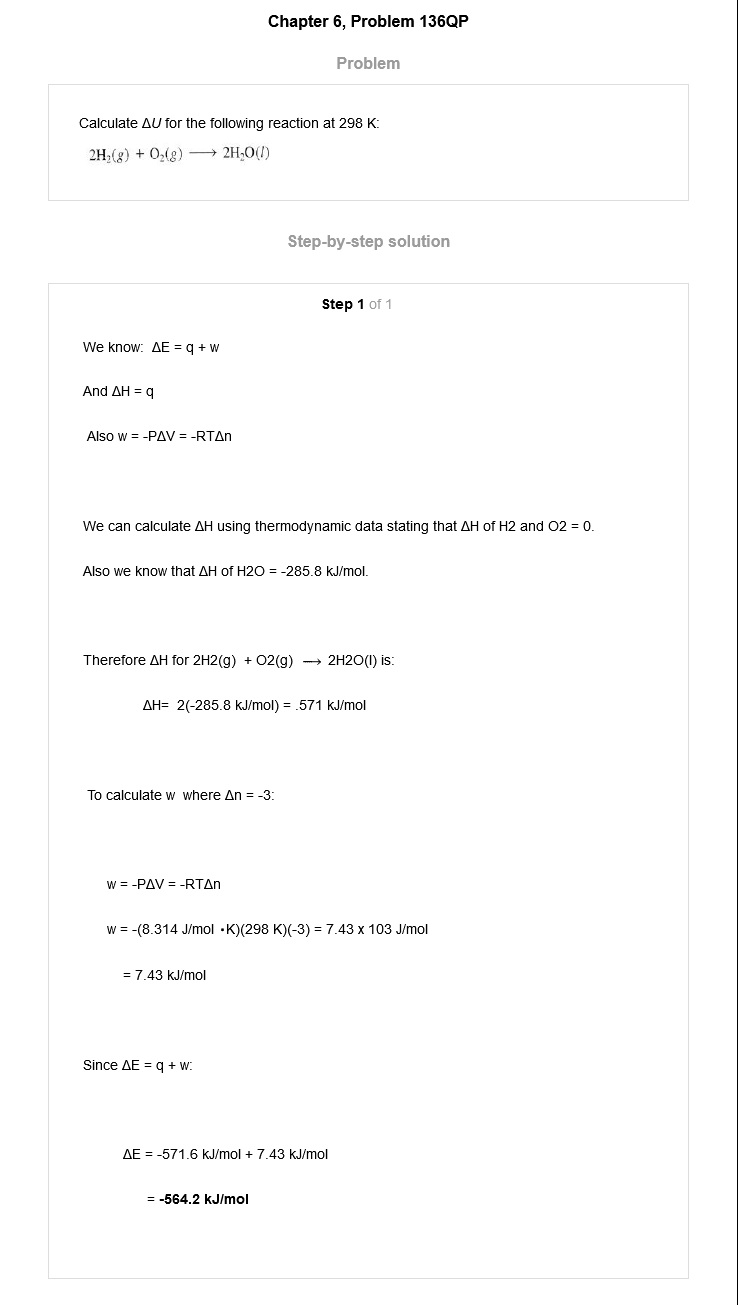 Chapter 6, Problem 136QP
Problem
Calculate ΔU for the following reaction at 298 K:
2H₂(g) + O₂(g) ⟶ 2H₂O(l)
Step-by-step solution
Step 1 of 1
We know: ΔE = q + w
And ΔH = q
Also w = -PΔV = -RTΔn
We can calculate ΔH using thermodynamic data stating that ΔH of H2 and O2 = 0.
Also we know that ΔH of H2O = -285.8 kJ/mol.
Therefore ΔH for 2H2(g) + O2(g) ⟶ 2H2O(l) is:
ΔH= 2(-285.8 kJ/mol) = .571 kJ/mol
To calculate w where Δn = -3:
w = -PΔV = -RTΔn
w = -(8.314 J/mol •K)(298 K)(-3) = 7.43 x 103 J/mol
= 7.43 kJ/mol
Since ΔE = q + w:
ΔE = -571.6 kJ/mol + 7.43 kJ/mol
= -564.2 kJ/mol